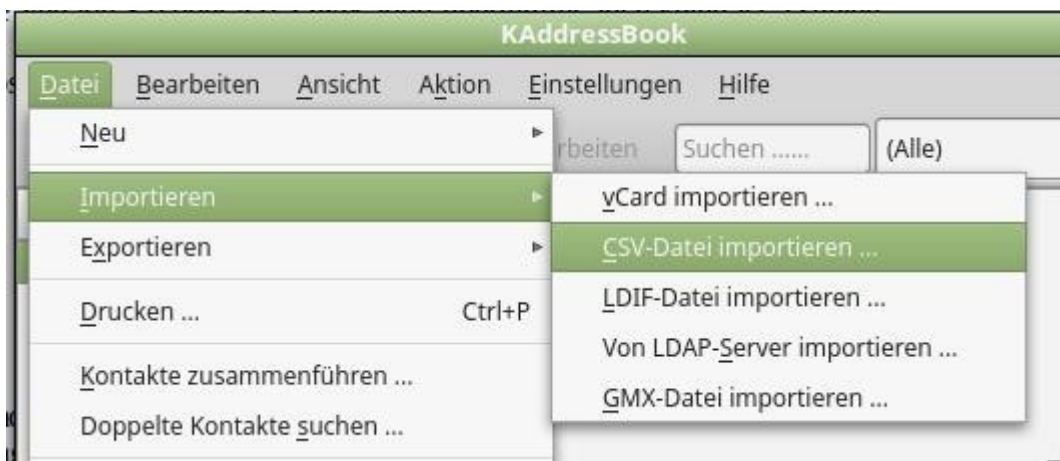 KAddressBook
Datei Bearbeiten Ansicht Aktion Einstellungen Hilfe
rbeiten Suchen ...... (Alle)
Neu
Importieren
Exportieren
Drucken ... Ctrl+P
Kontakte zusammenführen ...
Doppelte Kontakte suchen ...
vCard importieren ...
CSV-Datei importieren ...
LDIF-Datei importieren ...
Von LDAP-Server importieren ...
GMX-Datei importieren ...